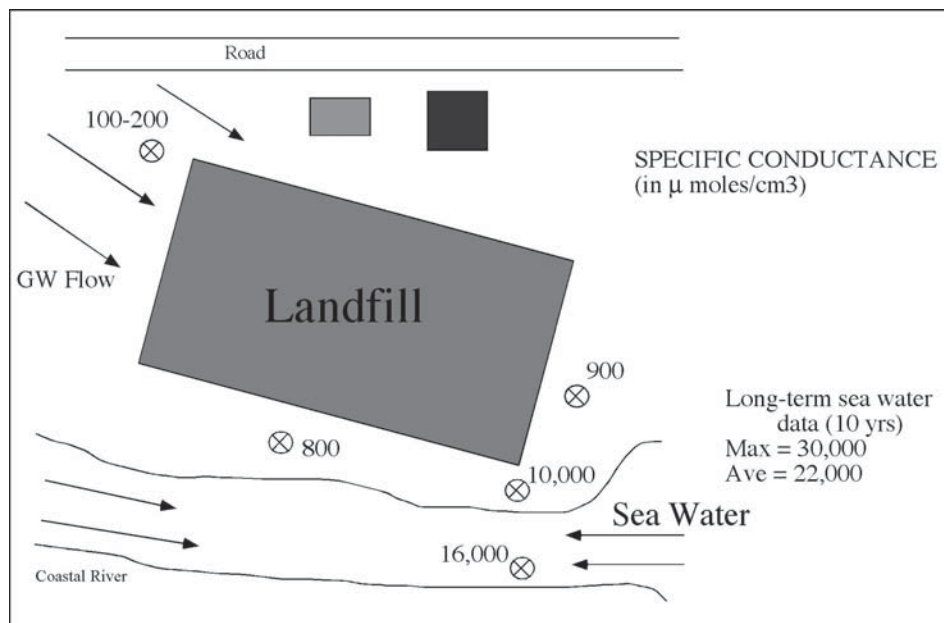 Road
100-200
SPECIFIC CONDUCTANCE
(in μ moles/cm3)
GW Flow
Landfill
900
Long-term sea water
data (10 yrs)
Max = 30,000
Ave = 22,000
800
10,000
Sea Water
16,000
Coastal River